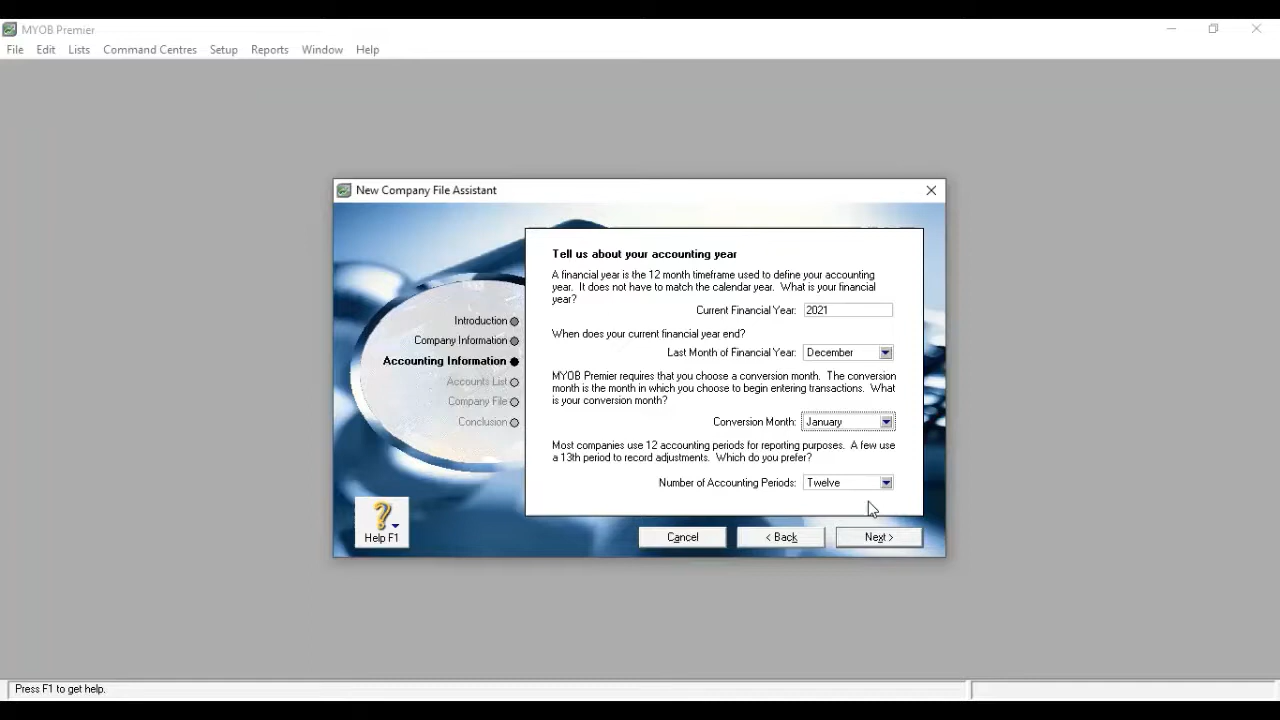 MYOB Premier
File Edit Lists Command Centres Setup Reports Window Help
New Company File Assistant
Introduction
Company Information
Accounting Information
Accounts List
Company File
Conclusion
Tell us about your accounting year
A financial year is the 12 month timeframe used to define your accounting
year. It does not have to match the calendar year. What is your financial
year?
Current Financial Year: 2021
When does your current financial year end?
Last Month of Financial Year: December
MYOB Premier requires that you choose a conversion month. The conversion
month is the month in which you choose to begin entering transactions. What
is your conversion month?
Conversion Month: January
Most companies use 12 accounting periods for reporting purposes. A few use
a 13th period to record adjustments. Which do you prefer?
Number of Accounting Periods: Twelve
? Help F1
Cancel < Back Next >
Press F1 to get help.